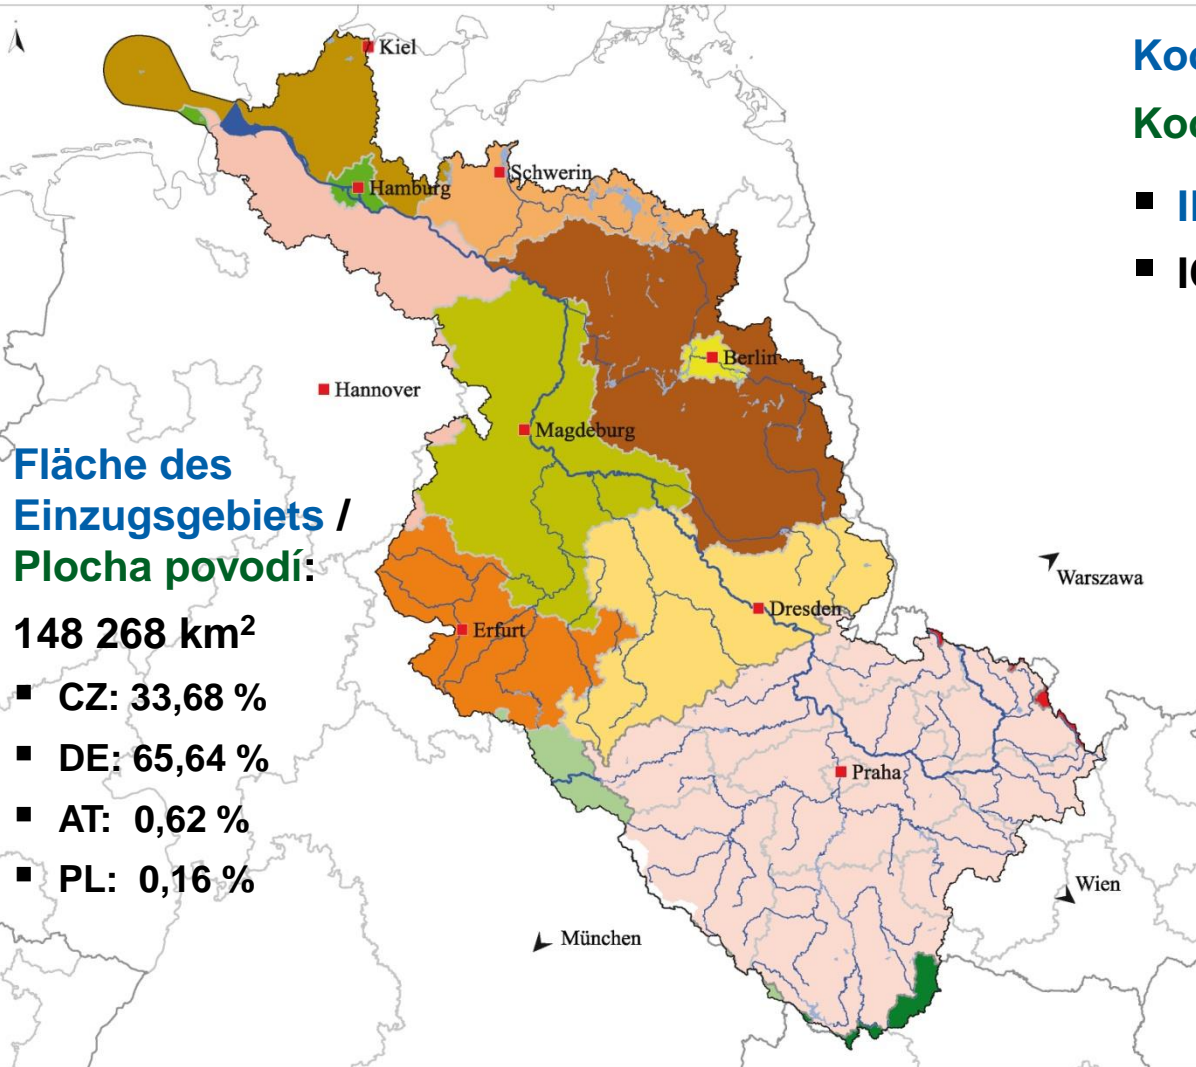 Kiel
Schwerin
Hamburg
Berlin
Hannover
Magdeburg
Fläche des
Einzugsgebiets /
Plocha povodí:
148 268 km²
▪ CZ: 33,68 %
▪ DE: 65,64 %
▪ AT: 0,62 %
▪ PL: 0,16 %
Warszawa
Dresden
Erfurt
Praha
Wien
München